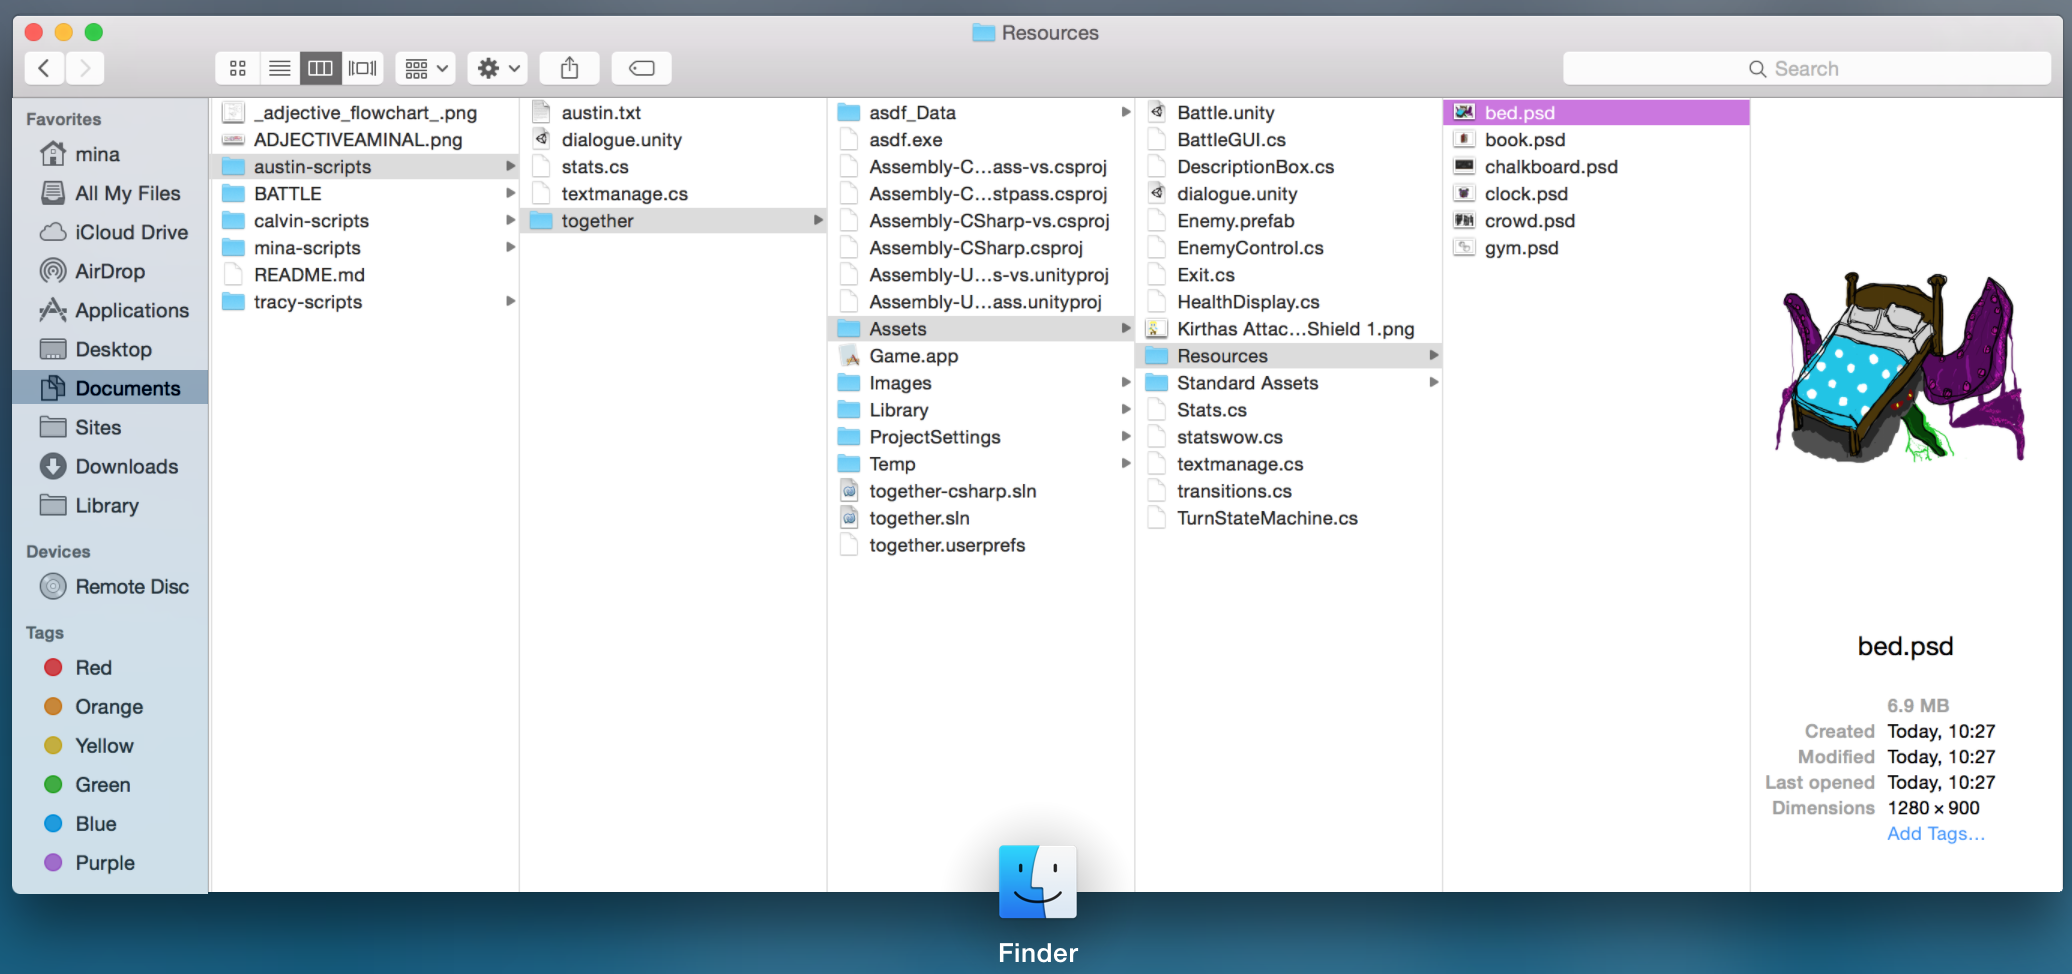 Resources
Search
Favorites
mina
All My Files
iCloud Drive
AirDrop
Applications
Desktop
Documents
Sites
Downloads
Library
Devices
Remote Disc
Tags
Red
Orange
Yellow
Green
Blue
Purple
_adjective_flowchart_.png
ADJECTIVEAMINAL.png
austin-scripts
BATTLE
calvin-scripts
mina-scripts
README.md
tracy-scripts
austin.txt
dialogue.unity
stats.cs
textmanage.cs
together
asdf_Data
asdf.exe
Assembly-C...ass-vs.csproj
Assembly-C...stpass.csproj
Assembly-CSharp-vs.csproj
Assembly-CSharp.csproj
Assembly-U...s-vs.unityproj
Assembly-U...ass.unityproj
Assets
Game.app
Images
Library
ProjectSettings
Temp
together-csharp.sln
together.sln
together.userprefs
Battle.unity
BattleGUI.cs
DescriptionBox.cs
dialogue.unity
Enemy.prefab
EnemyControl.cs
Exit.cs
HealthDisplay.cs
Kirthas Attac...Shield 1.png
Resources
Standard Assets
Stats.cs
statswow.cs
textmanage.cs
transitions.cs
TurnStateMachine.cs
bed.psd
book.psd
chalkboard.psd
clock.psd
crowd.psd
gym.psd
bed.psd
6.9 MB
Created Today, 10:27
Modified Today, 10:27
Last opened Today, 10:27
Dimensions 1280 × 900
Add Tags...
Finder